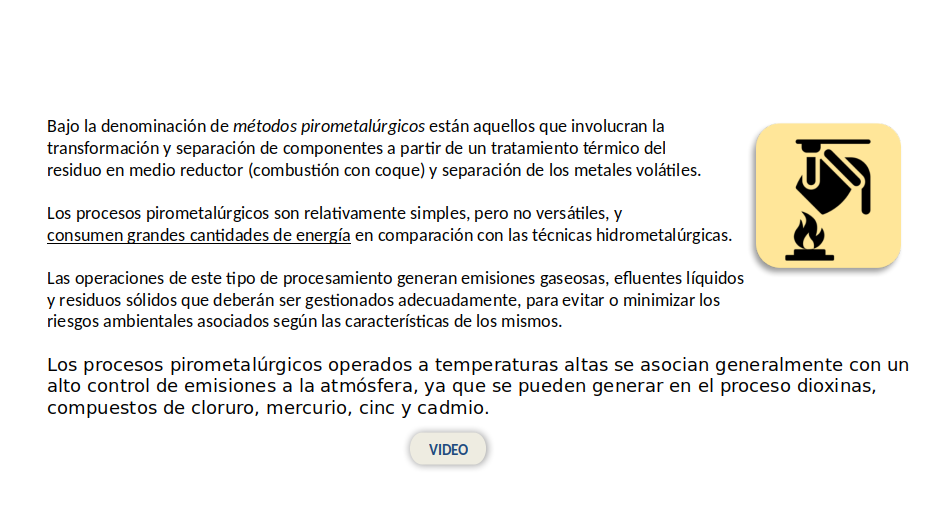 Bajo la denominación de métodos pirometalúrgicos están aquellos que involucran la
transformación y separación de componentes a partir de un tratamiento térmico del
residuo en medio reductor (combustión con coque) y separación de los metales volátiles.
Los procesos pirometalúrgicos son relativamente simples, pero no versátiles, y
consumen grandes cantidades de energía en comparación con las técnicas hidrometalúrgicas.
Las operaciones de este tipo de procesamiento generan emisiones gaseosas, efluentes líquidos
y residuos sólidos que deberán ser gestionados adecuadamente, para evitar o minimizar los
riesgos ambientales asociados según las características de los mismos.
Los procesos pirometalúrgicos operados a temperaturas altas se asocian generalmente con un
alto control de emisiones a la atmósfera, ya que se pueden generar en el proceso dioxinas,
compuestos de cloruro, mercurio, cinc y cadmio.
VIDEO